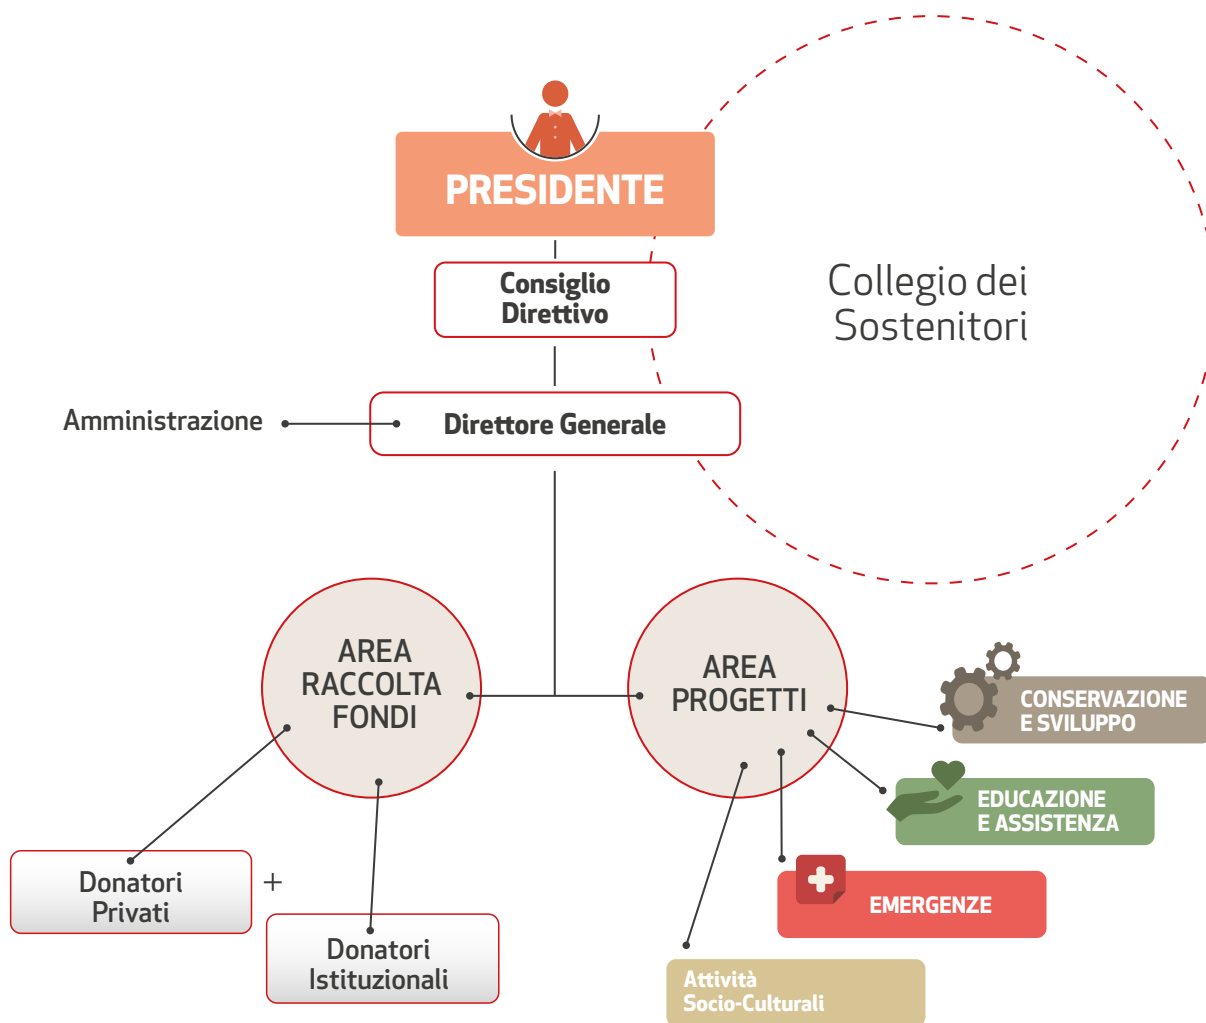 PRESIDENTE
Consiglio
Direttivo
Collegio dei
Sostenitori
Amministrazione
Direttore Generale
AREA
RACCOLTA
FONDI
AREA
PROGETTI
CONSERVAZIONE
E SVILUPPO
EDUCAZIONE
E ASSISTENZA
Donatori
Privati
+
EMERGENZE
Donatori
Istituzionali
Attività
Socio-Culturali